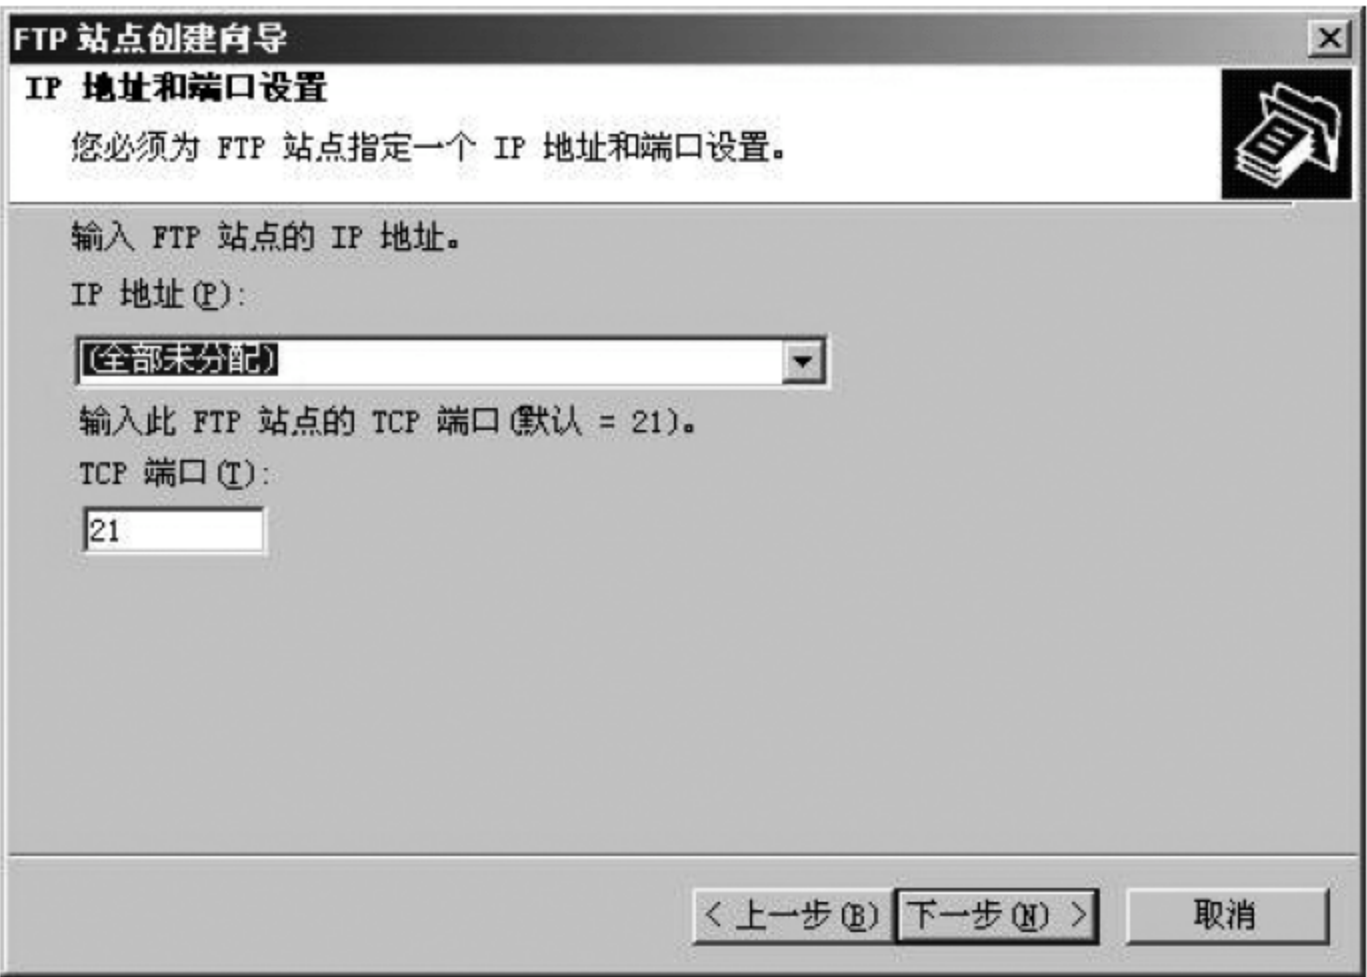 FTP 站点创建向导
IP 地址和端口设置
您必须为 FTP 站点指定一个 IP 地址和端口设置。
输入 FTP 站点的 IP 地址。
IP 地址(P):
(全部未分配)
输入此 FTP 站点的 TCP 端口(默认 = 21)。
TCP 端口(T):
21
< 上一步(B) 下一步(N) > 取消